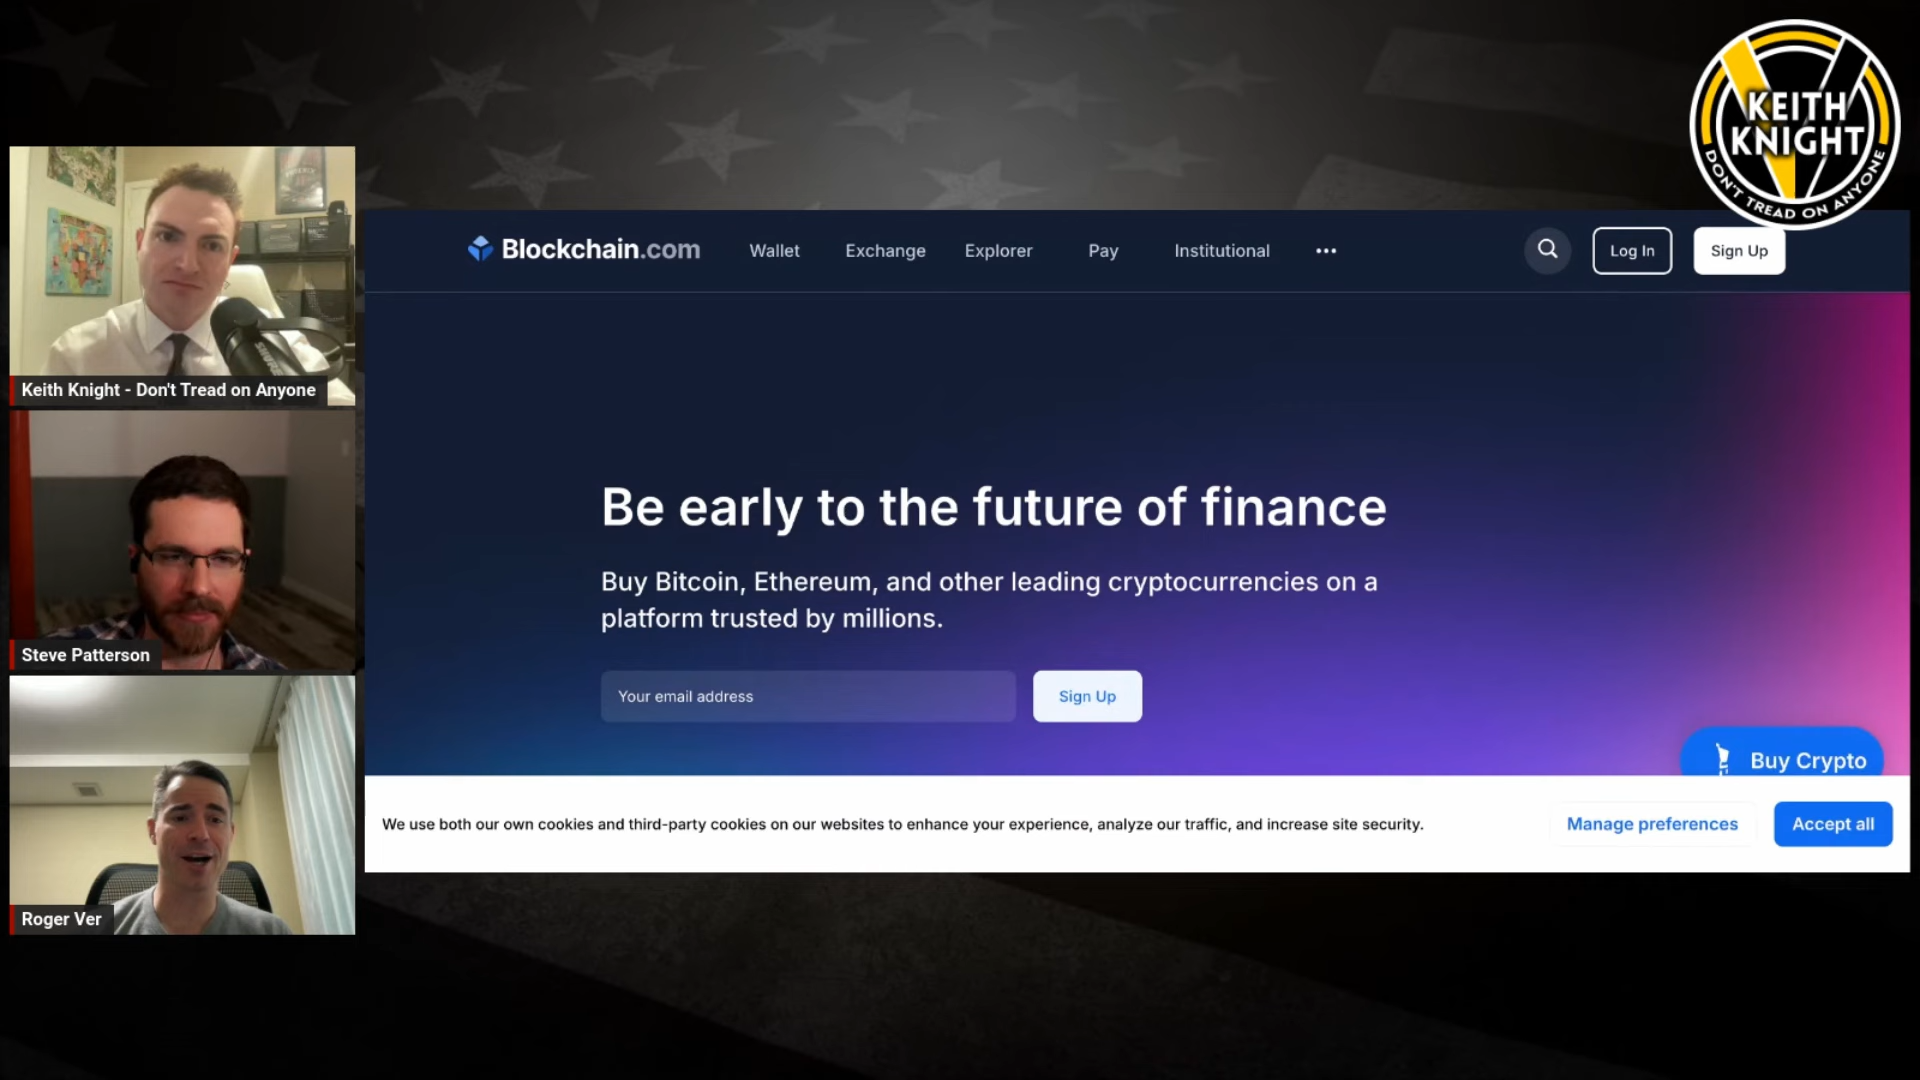 KEITH
KNIGHT
DON'T TREAD ON ANYONE
Keith Knight - Don't Tread on Anyone
Steve Patterson
Roger Ver
Blockchain.com
Wallet
Exchange
Explorer
Pay
Institutional
•••
Log In
Sign Up
Be early to the future of finance
Buy Bitcoin, Ethereum, and other leading cryptocurrencies on a
platform trusted by millions.
Your email address
Sign Up
Buy Crypto
We use both our own cookies and third-party cookies on our websites to enhance your experience, analyze our traffic, and increase site security.
Manage preferences
Accept all
SHURE